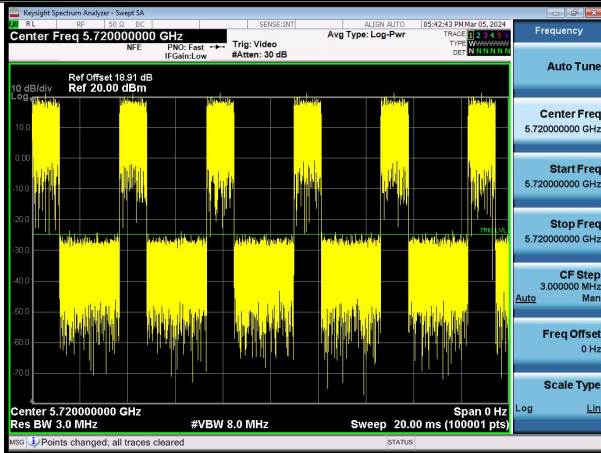 Keysight Spectrum Analyzer - Swept SA
RL RF 50 Ω DC SENSE:INT ALIGN AUTO 05:42:43 PM Mar 05, 2024
Center Freq 5.720000000 GHz
NFE PNO: Fast Trig: Video Avg Type: Log-Pwr TRACE 1 2 3 4 5 6
IFGain:Low #Atten: 30 dB TYPE WWWWWW
DET N N N N N N
Ref Offset 18.91 dB
10 dB/div Ref 20.00 dBm
Log
10.0
0.00
-10.0
-20.0
TRIG LVL
-30.0
-40.0
-50.0
-60.0
-70.0
Center 5.720000000 GHz Span 0 Hz
Res BW 3.0 MHz #VBW 8.0 MHz Sweep 20.00 ms (100001 pts)
MSG Points changed; all traces cleared STATUS
Frequency
Auto Tune
Center Freq
5.720000000 GHz
Start Freq
5.720000000 GHz
Stop Freq
5.720000000 GHz
CF Step
3.000000 MHz
Auto Man
Freq Offset
0 Hz
Scale Type
Log Lin